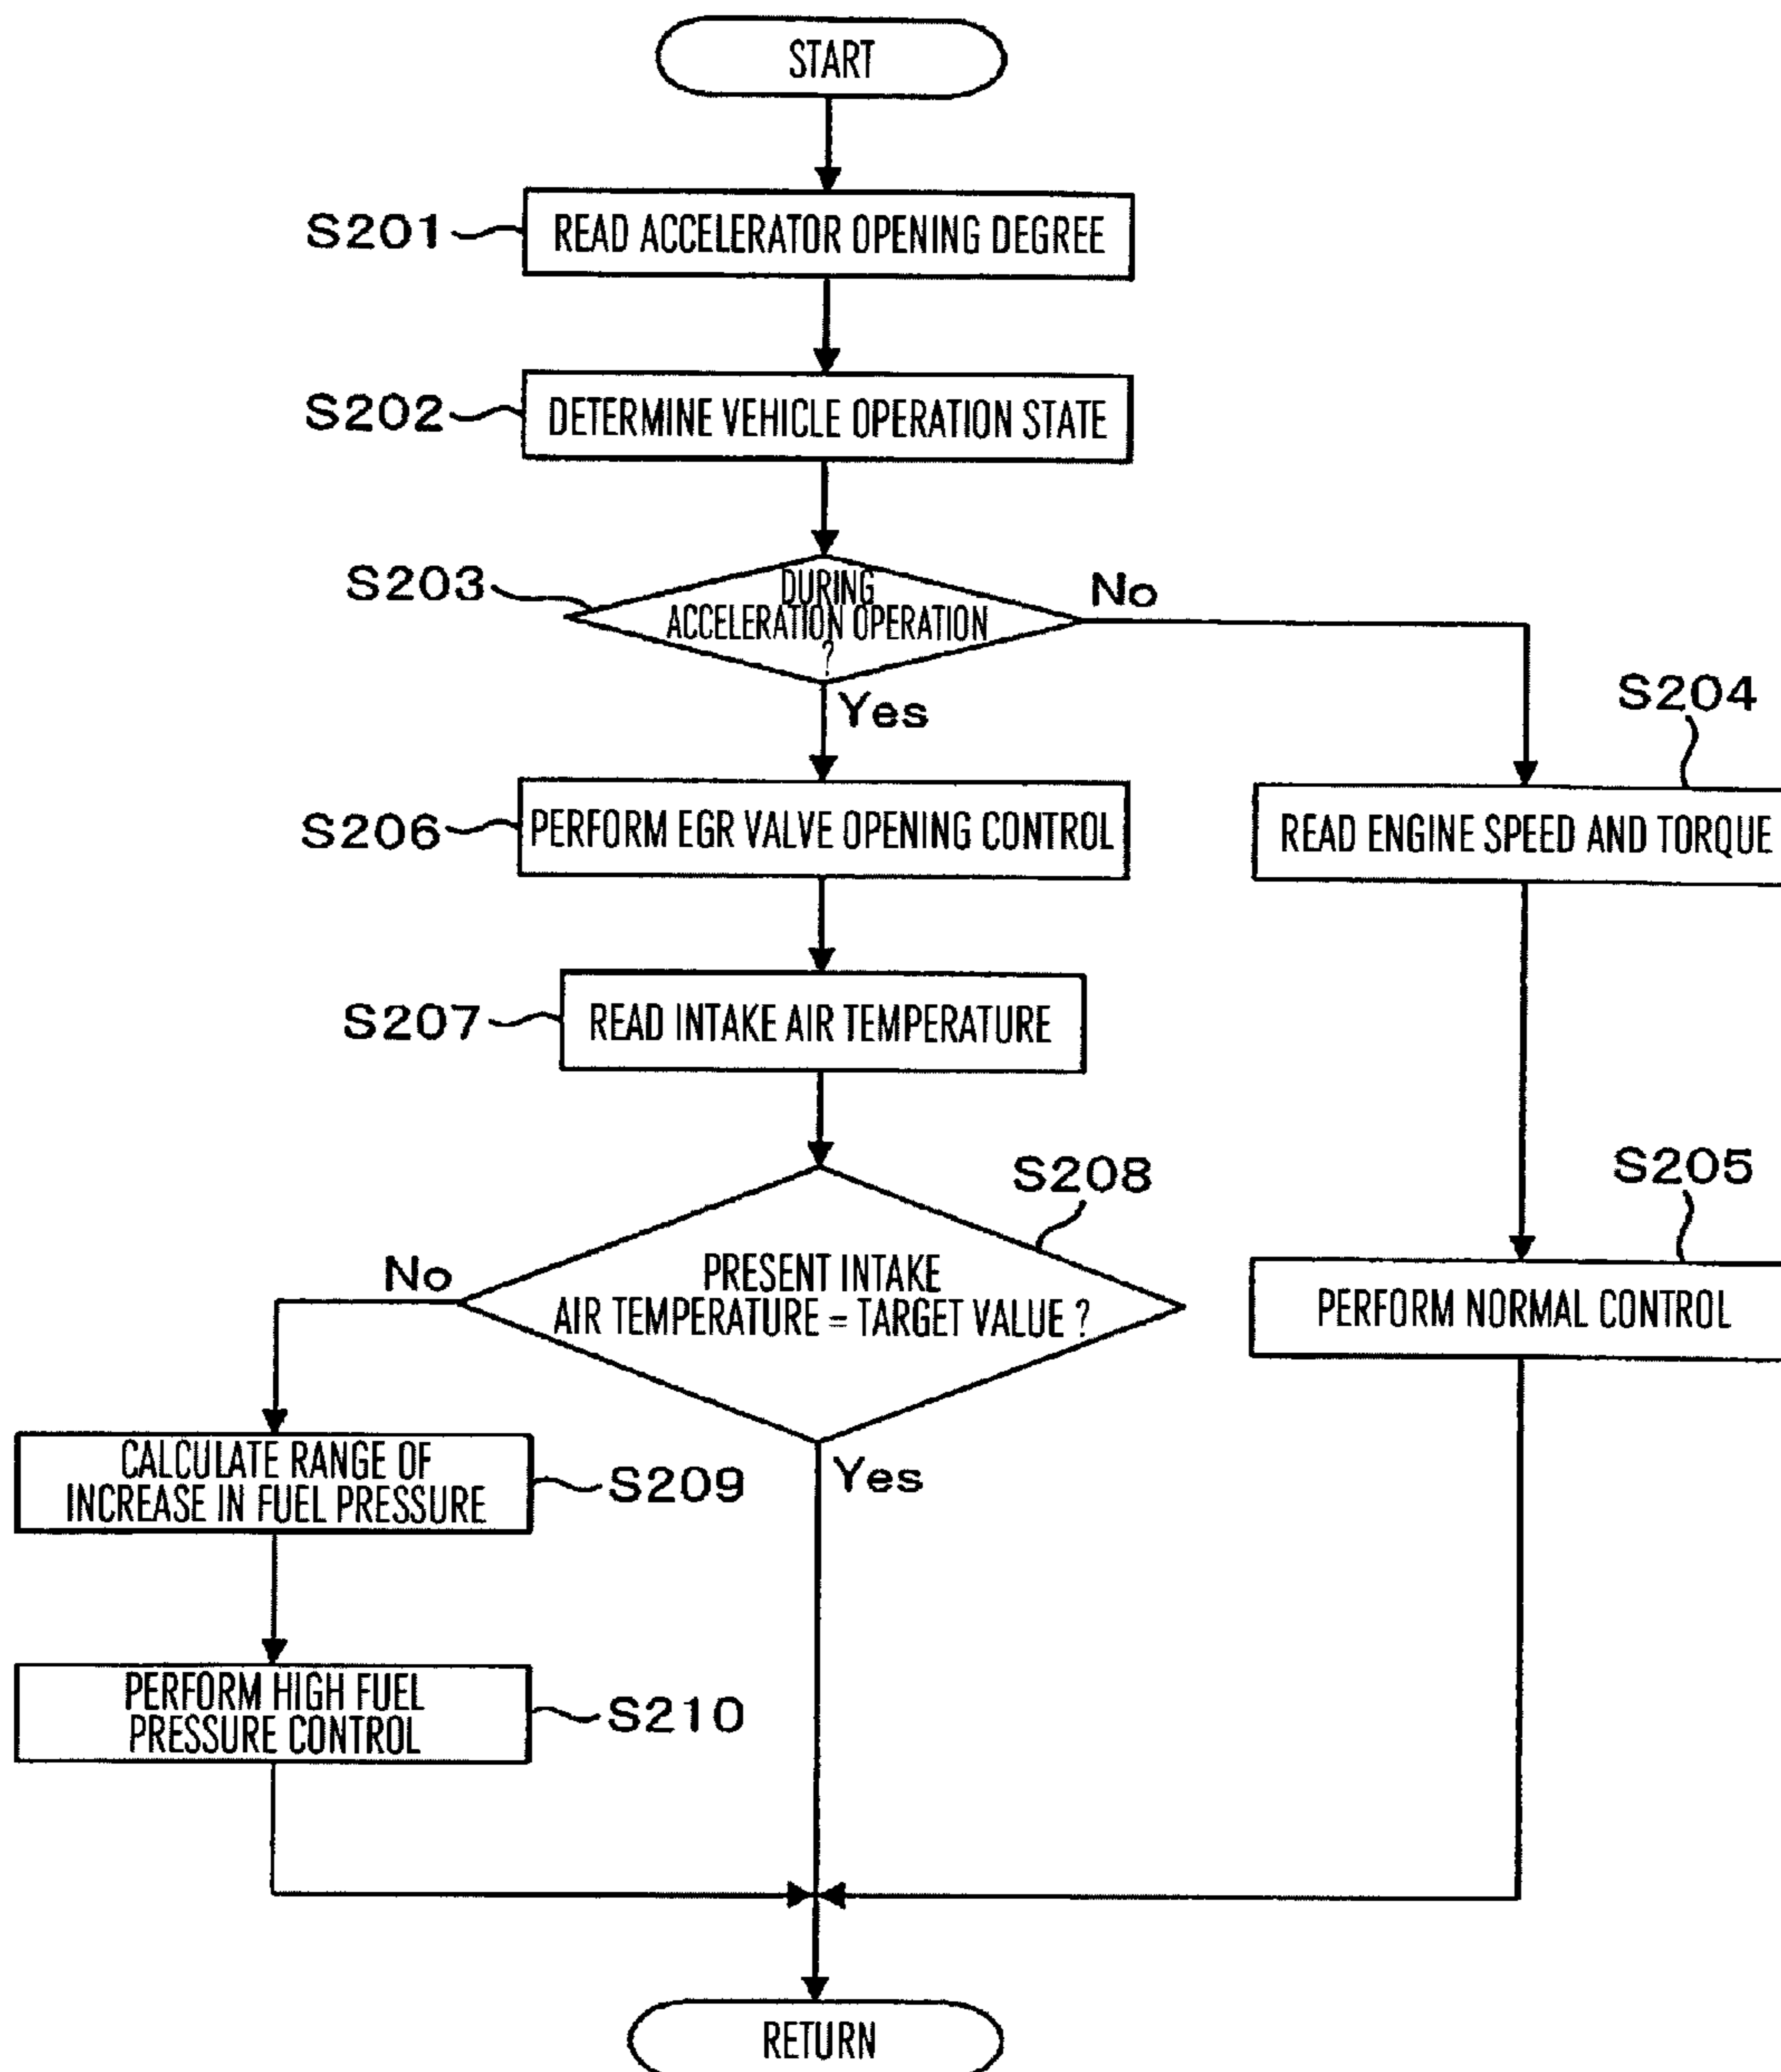 START
S201
READ ACCELERATOR OPENING DEGREE
S202
DETERMINE VEHICLE OPERATION STATE
S203
DURING
ACCELERATION OPERATION
?
No
Yes
S204
READ ENGINE SPEED AND TORQUE
S206
PERFORM EGR VALVE OPENING CONTROL
S207
READ INTAKE AIR TEMPERATURE
S208
PRESENT INTAKE
AIR TEMPERATURE = TARGET VALUE ?
No
Yes
S205
PERFORM NORMAL CONTROL
CALCULATE RANGE OF
INCREASE IN FUEL PRESSURE
S209
PERFORM HIGH FUEL
PRESSURE CONTROL
S210
RETURN